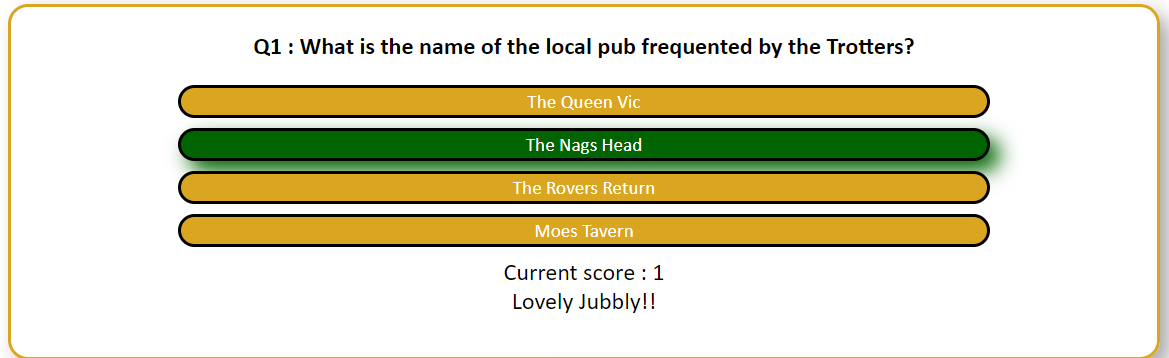 Q1 : What is the name of the local pub frequented by the Trotters?
The Queen Vic
The Nags Head
The Rovers Return
Moes Tavern
Current score : 1
Lovely Jubbly!!